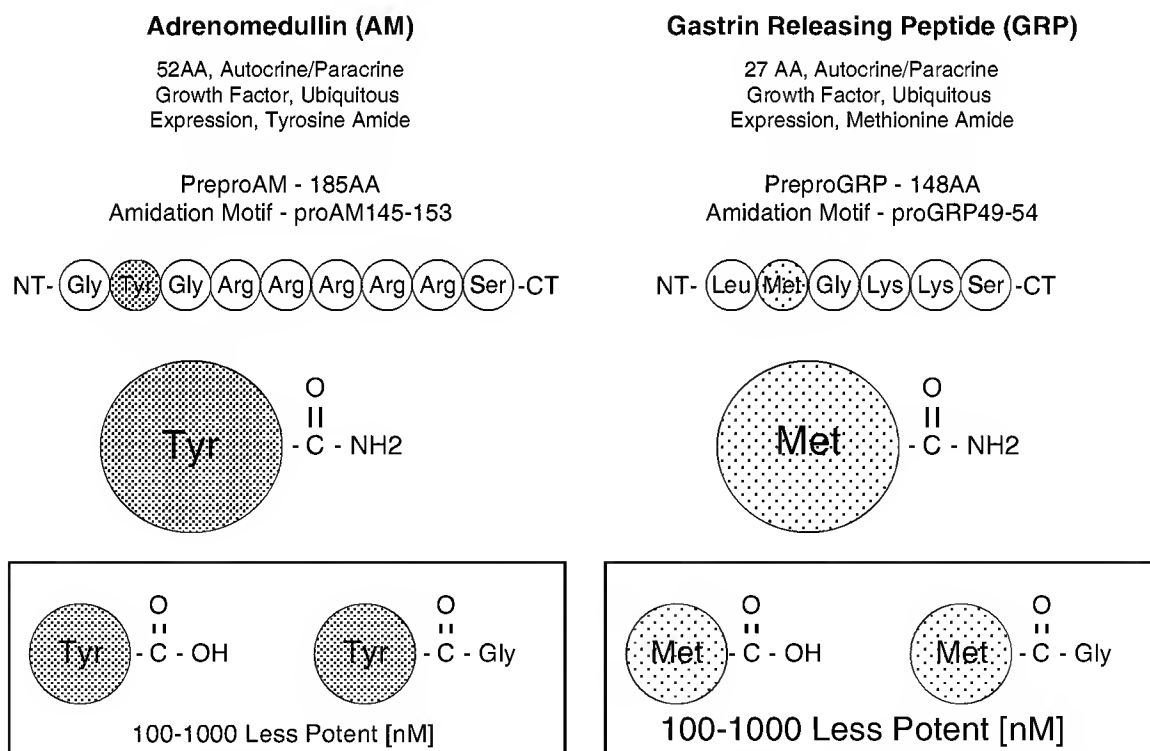 Adrenomedullin (AM)
52AA, Autocrine/Paracrine
Growth Factor, Ubiquitous
Expression, Tyrosine Amide
PreproAM - 185AA
Amidation Motif - proAM145-153
NT- Gly Tyr Gly Arg Arg Arg Arg Arg Ser -CT
O
Tyr - C - NH2
O
Tyr - C - OH
O
Tyr - C - Gly
100-1000 Less Potent [nM]
Gastrin Releasing Peptide (GRP)
27 AA, Autocrine/Paracrine
Growth Factor, Ubiquitous
Expression, Methionine Amide
PreproGRP - 148AA
Amidation Motif - proGRP49-54
NT- Leu Met Gly Lys Lys Ser -CT
O
Met - C - NH2
O
Met - C - OH
O
Met - C - Gly
100-1000 Less Potent [nM]